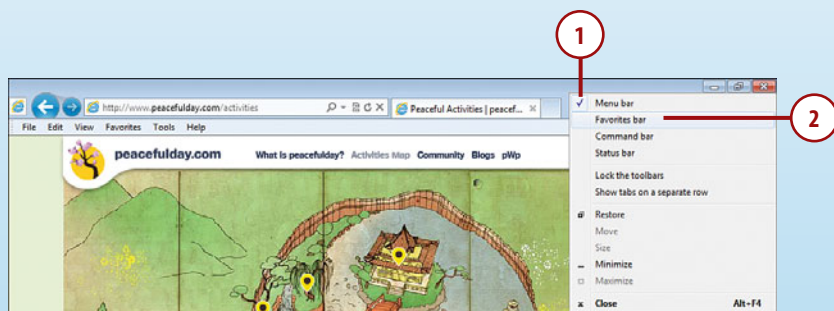 1
2
http://www.peacefulday.com/activities
Peaceful Activities | peacef...
File Edit View Favorites Tools Help
peacefulday.com
What is peacefulday? Activities Map Community Blogs pWp
Menu bar
Favorites bar
Command bar
Status bar
Lock the toolbars
Show tabs on a separate row
Restore
Move
Size
Minimize
Maximize
Close Alt+F4